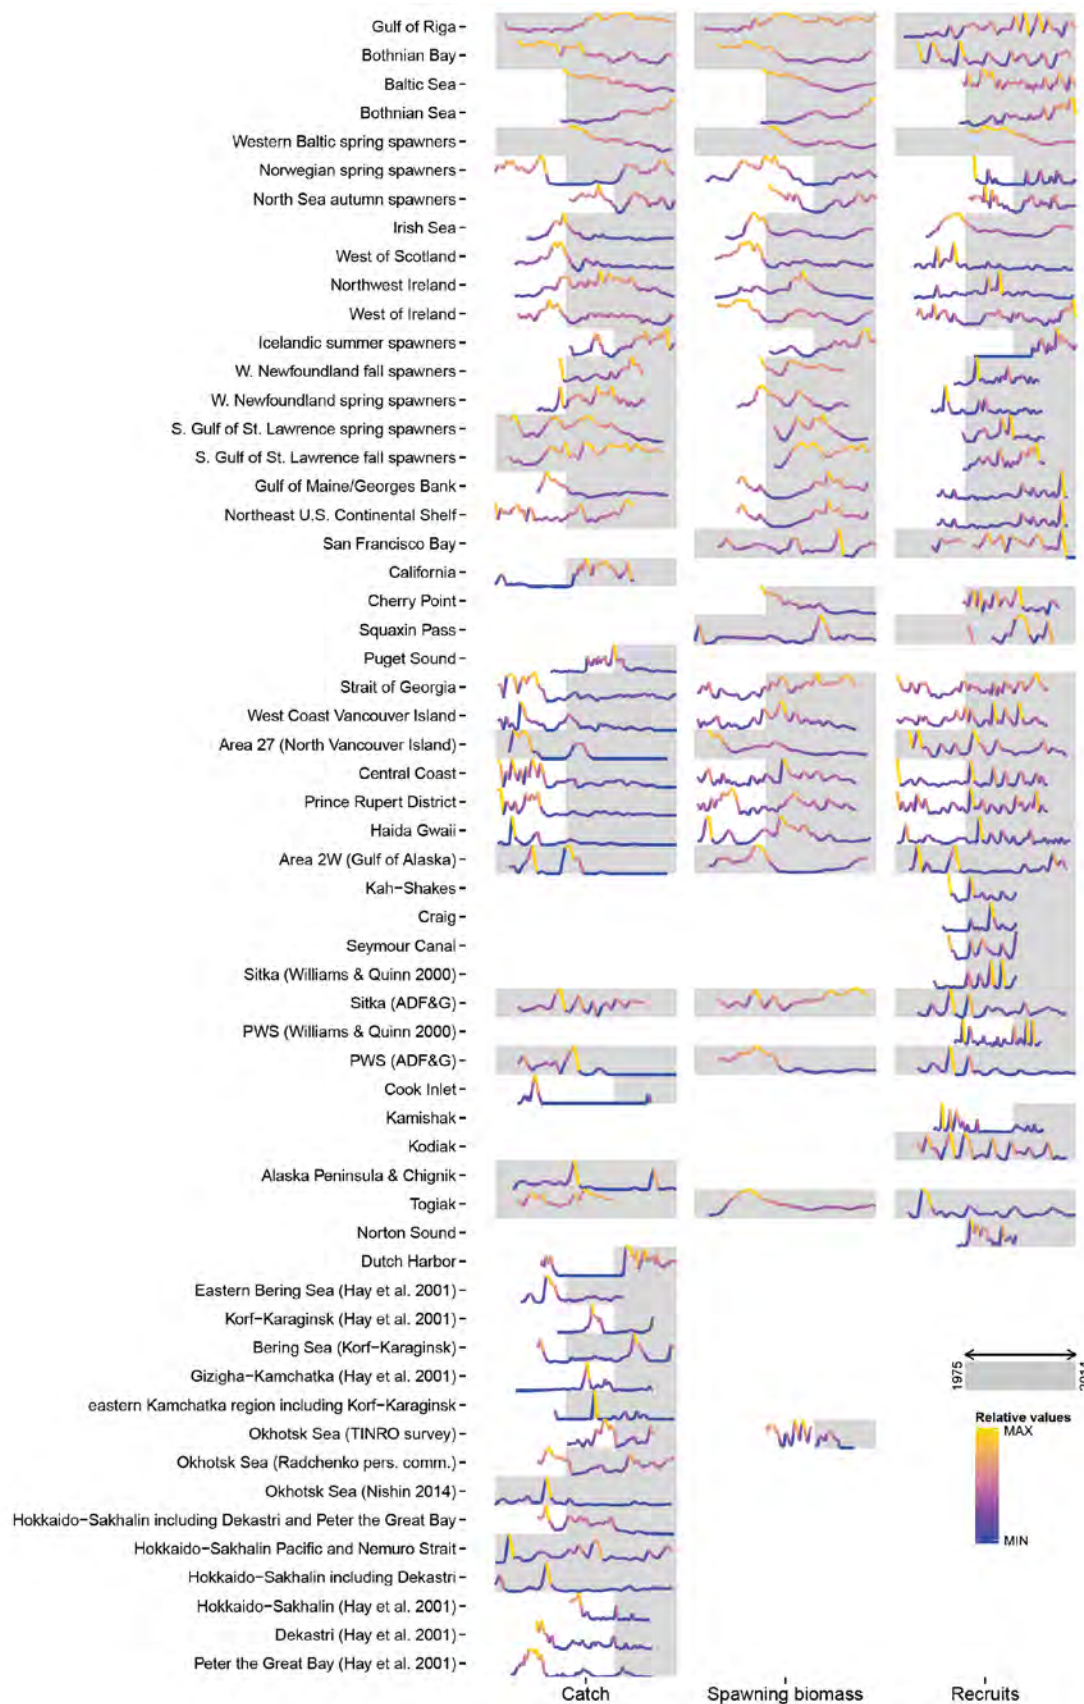 Gulf of Riga
Bothnian Bay
Baltic Sea
Bothnian Sea
Western Baltic spring spawners
Norwegian spring spawners
North Sea autumn spawners
Irish Sea
West of Scotland
Northwest Ireland
West of Ireland
Icelandic summer spawners
W. Newfoundland fall spawners
W. Newfoundland spring spawners
S. Gulf of St. Lawrence spring spawners
S. Gulf of St. Lawrence fall spawners
Gulf of Maine/Georges Bank
Northeast U.S. Continental Shelf
San Francisco Bay
California
Cherry Point
Squaxin Pass
Puget Sound
Strait of Georgia
West Coast Vancouver Island
Area 27 (North Vancouver Island)
Central Coast
Prince Rupert District
Haida Gwaii
Area 2W (Gulf of Alaska)
Kah-Shakes
Craig
Seymour Canal
Sitka (Williams & Quinn 2000)
Sitka (ADF&G)
PWS (Williams & Quinn 2000)
PWS (ADF&G)
Cook Inlet
Kamishak
Kodiak
Alaska Peninsula & Chignik
Togiak
Norton Sound
Dutch Harbor
Eastern Bering Sea (Hay et al. 2001)
Korf-Karaginsk (Hay et al. 2001)
Bering Sea (Korf-Karaginsk)
Gizigha-Kamchatka (Hay et al. 2001)
eastern Kamchatka region including Korf-Karaginsk
Okhotsk Sea (TINRO survey)
Okhotsk Sea (Radchenko pers. comm.)
Okhotsk Sea (Nishin 2014)
Hokkaido-Sakhalin including Dekastri and Peter the Great Bay
Hokkaido-Sakhalin Pacific and Nemuro Strait
Hokkaido-Sakhalin including Dekastri
Hokkaido-Sakhalin (Hay et al. 2001)
Dekastri (Hay et al. 2001)
Peter the Great Bay (Hay et al. 2001)
1975
2014
Relative values
MAX
MIN
Catch
Spawning biomass
Recruits